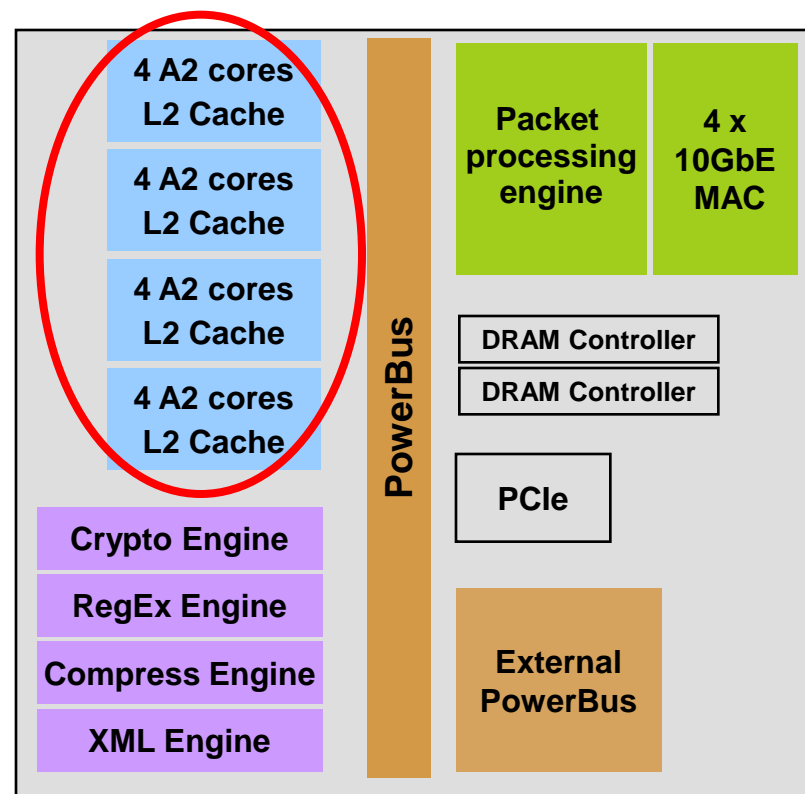 4 A2 cores
L2 Cache
4 A2 cores
L2 Cache
4 A2 cores
L2 Cache
4 A2 cores
L2 Cache
Crypto Engine
RegEx Engine
Compress Engine
XML Engine
PowerBus
Packet
processing
engine
4 x
10GbE
MAC
DRAM Controller
DRAM Controller
PCIe
External
PowerBus